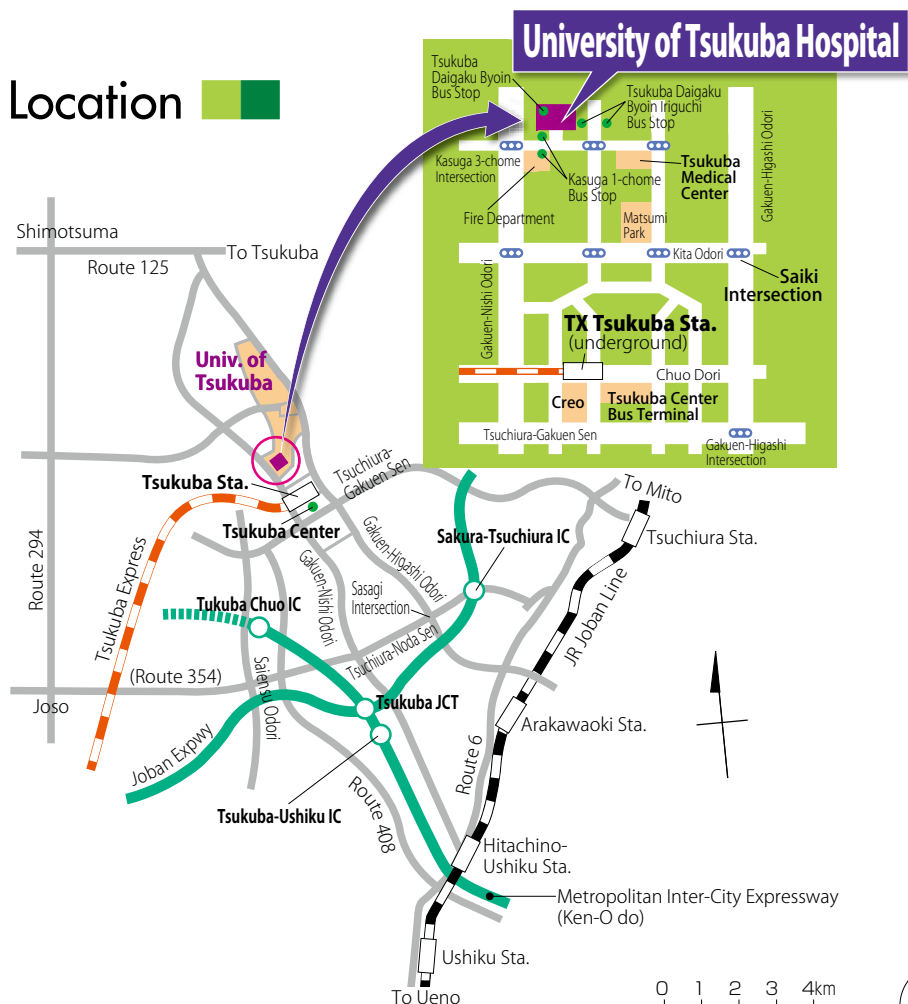 University of Tsukuba Hospital
Location
Tsukuba
Daigaku Byoin
Bus Stop
Tsukuba Daigaku
Byoin Iriguchi
Bus Stop
Kasuga 3-chome
Intersection
Kasuga 1-chome
Bus Stop
Tsukuba
Medical
Center
Gakuen-Higashi Odori
Fire Department
Matsumi
Park
Kita Odori
Saiki
Intersection
Gakuen-Nishi Odori
TX Tsukuba Sta.
(underground)
Chuo Dori
Creo
Tsukuba Center
Bus Terminal
Tsuchiura-Gakuen Sen
Gakuen-Higashi
Intersection
Shimotsuma
Route 125
To Tsukuba
Univ. of
Tsukuba
Tsukuba Sta.
Tsukuba Center
Tsuchiura-
Gakuen Sen
To Mito
Tsuchiura Sta.
Route 294
Tsukuba Express
Gakuen-Nishi Odori
Gakuen-Higashi Odori
Sakura-Tsuchiura IC
Sasagi
Intersection
JR Joban Line
Tukuba Chuo IC
Tsuchiura-Noda Sen
(Route 354)
Saiensu Odori
Joso
Tsukuba JCT
Arakawaoki Sta.
Joban Expwy
Route 6
Tsukuba-Ushiku IC
Route 408
Hitachino-
Ushiku Sta.
Metropolitan Inter-City Expressway
(Ken-O do)
Ushiku Sta.
To Ueno
0 1 2 3 4km